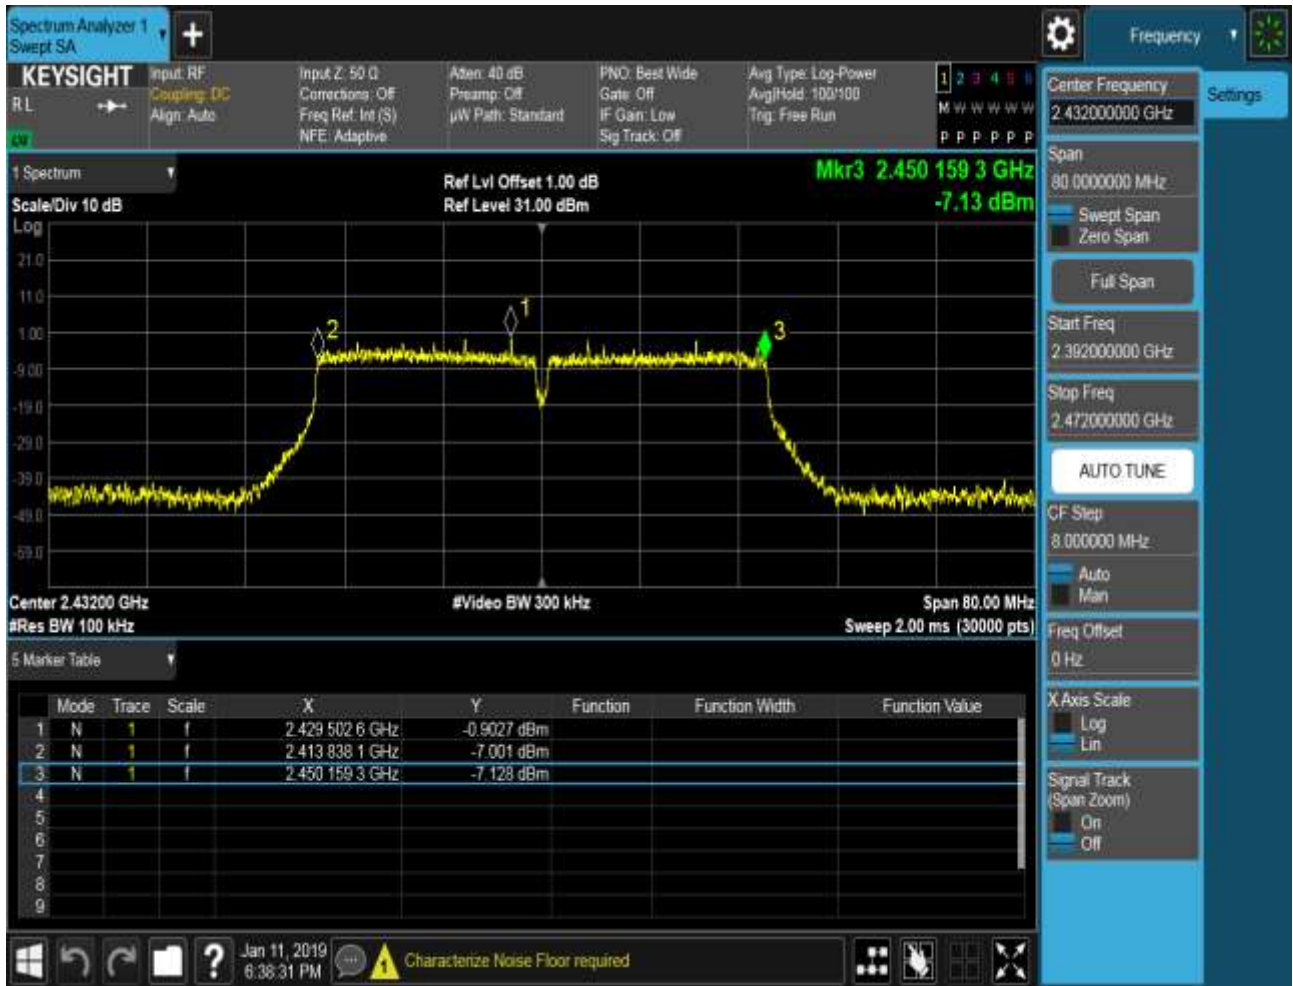 Spectrum Analyzer 1
Swept SA
Frequency
KEYSIGHT
RL
Input: RF
Coupling: DC
Align: Auto
Input Z: 50 Ω
Corrections: Off
Freq Ref: Int (S)
NFE: Adaptive
Atten: 40 dB
Preamp: Off
µW Path: Standard
PNO: Best Wide
Gate: Off
IF Gain: Low
Sig Track: Off
Avg Type: Log-Power
Avg|Hold: 100/100
Trig: Free Run
1 2 3 4 5 6
M W W W W W
P P P P P P
1 Spectrum
Scale/Div 10 dB
Ref Lvl Offset 1.00 dB
Ref Level 31.00 dBm
Mkr3 2.450 159 3 GHz
-7.13 dBm
Log
21.0
11.0
1.00
-9.00
-19.0
-29.0
-39.0
-49.0
-59.0
2
1
3
Center 2.43200 GHz
#Video BW 300 kHz
Span 80.00 MHz
#Res BW 100 kHz
Sweep 2.00 ms (30000 pts)
5 Marker Table
Mode Trace Scale X Y Function Function Width Function Value
1 N 1 f 2.429 502 6 GHz -0.9027 dBm
2 N 1 f 2.413 838 1 GHz -7.001 dBm
3 N 1 f 2.450 159 3 GHz -7.128 dBm
4
5
6
7
8
9
Jan 11, 2019
6:38:31 PM
1
Characterize Noise Floor required
Center Frequency
2.432000000 GHz
Settings
Span
80.0000000 MHz
Swept Span
Zero Span
Full Span
Start Freq
2.392000000 GHz
Stop Freq
2.472000000 GHz
AUTO TUNE
CF Step
8.000000 MHz
Auto
Man
Freq Offset
0 Hz
X Axis Scale
Log
Lin
Signal Track
(Span Zoom)
On
Off